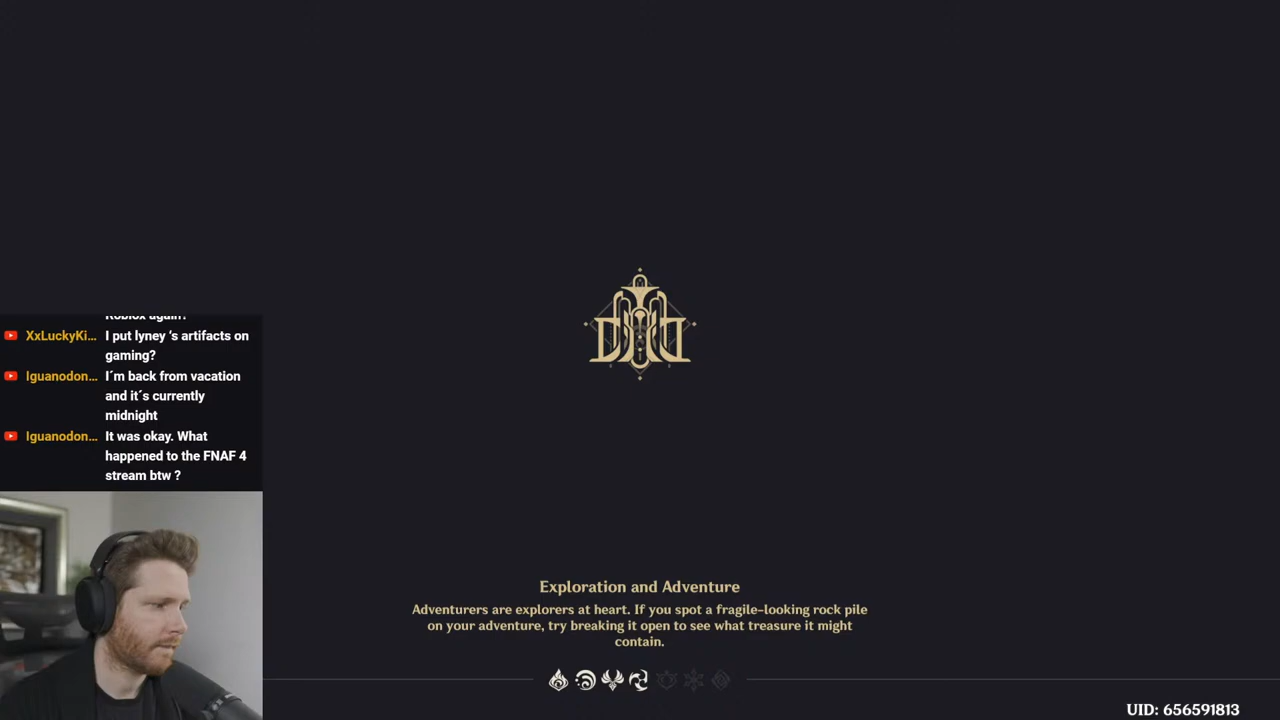 Roblox again?
XxLuckyKi... I put lyney ‘s artifacts on
gaming?
Iguanodon... I´m back from vacation
and it´s currently
midnight
Iguanodon... It was okay. What
happened to the FNAF 4
stream btw ?
Exploration and Adventure
Adventurers are explorers at heart. If you spot a fragile-looking rock pile
on your adventure, try breaking it open to see what treasure it might
contain.
UID: 656591813